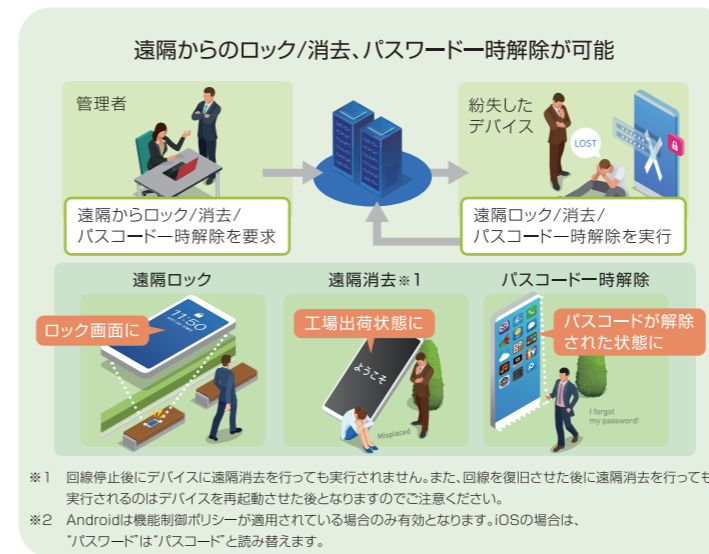 遠隔からのロック/消去、パスワード一時解除が可能
管理者
紛失した
デバイス
LOST
遠隔からロック/消去/
パスコード一時解除を要求
遠隔ロック/消去/
パスコード一時解除を実行
遠隔ロック
遠隔消去※1
パスコード一時解除
11:50
ロック画面に
工場出荷状態に
ようこそ
Misplaced
パスコードが解除
された状態に
I forgot
my password!
※1 回線停止後にデバイスに遠隔消去を行っても実行されません。また、回線を復旧させた後に遠隔消去を行っても
実行されるのはデバイスを再起動させた後となりますのでご注意ください。
※2 Androidは機能制御ポリシーが適用されている場合のみ有効となります。iOSの場合は、
"パスワード"は"パスコード"と読み替えます。